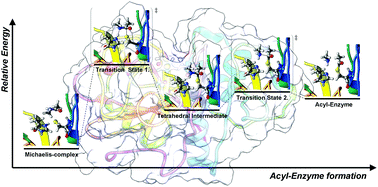 Relative Energy
Transition State 1.
‡
Tetrahedral Intermediate
‡
Transition State 2.
Acyl-Enzyme
Michaelis-complex
Acyl-Enzyme formation